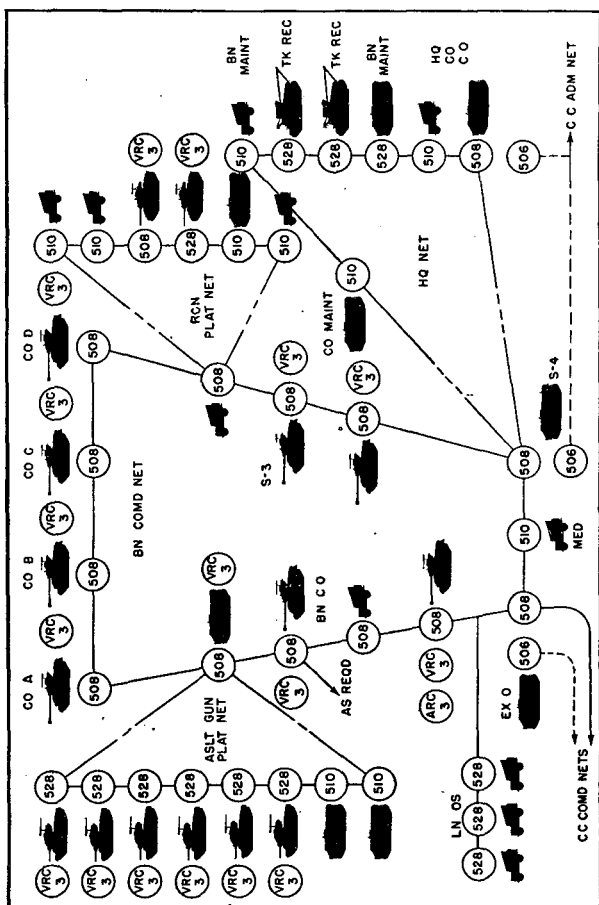 CO A
CO B
CO C
CO D
VRC 3
VRC 3
VRC 3
VRC 3
508
508
508
508
BN COMD NET
510
510
508
VRC 3
528
VRC 3
510
510
RCN
PLAT NET
508
S-3
508
VRC 3
508
VRC 3
BN
MAINT
TK REC
TK REC
BN
MAINT
HQ
CO
CO
510
528
528
528
510
508
506
CO MAINT
510
HQ NET
C C ADM NET
S-4
508
506
510
MED
508
506
EX O
CC COMD NETS
508
VRC 3
BN CO
508
VRC 3
AS REQD
508
508
VRC 3
ARC 3
ASLT GUN
PLAT NET
528
528
528
528
528
528
510
510
VRC 3
VRC 3
VRC 3
VRC 3
VRC 3
VRC 3
LN OS
528
528
528